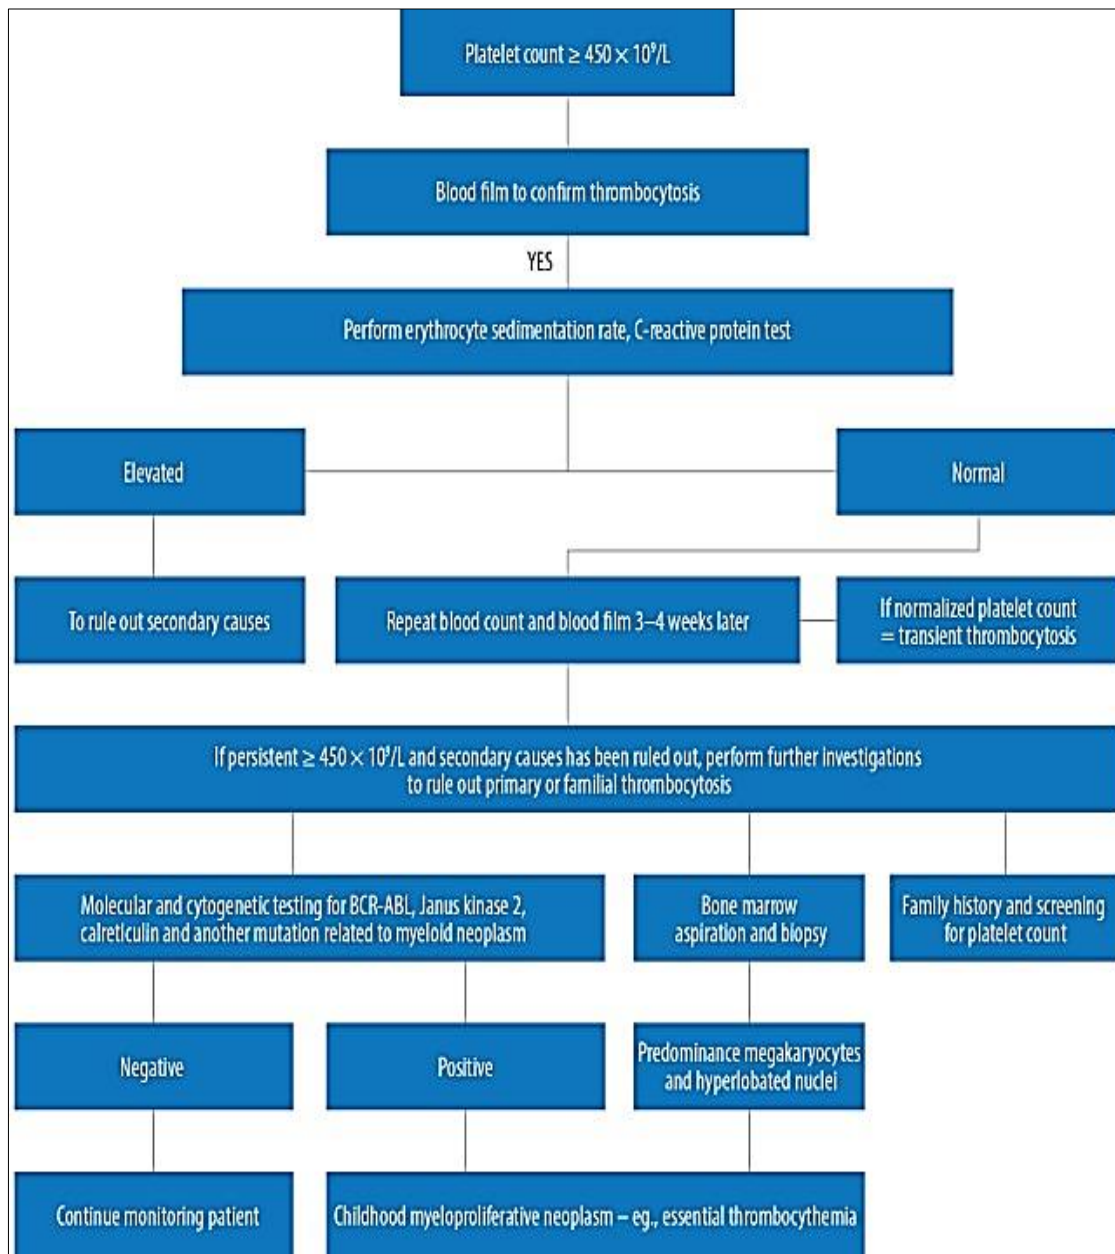 Platelet count ≥ 450 × 10⁹/L
Blood film to confirm thrombocytosis
YES
Perform erythrocyte sedimentation rate, C-reactive protein test
Elevated
Normal
To rule out secondary causes
Repeat blood count and blood film 3–4 weeks later
If normalized platelet count
= transient thrombocytosis
If persistent ≥ 450 × 10⁹/L and secondary causes has been ruled out, perform further investigations
to rule out primary or familial thrombocytosis
Molecular and cytogenetic testing for BCR-ABL, Janus kinase 2,
calreticulin and another mutation related to myeloid neoplasm
Bone marrow
aspiration and biopsy
Family history and screening
for platelet count
Negative
Positive
Predominance megakaryocytes
and hyperlobated nuclei
Continue monitoring patient
Childhood myeloproliferative neoplasm – eg., essential thrombocythemia